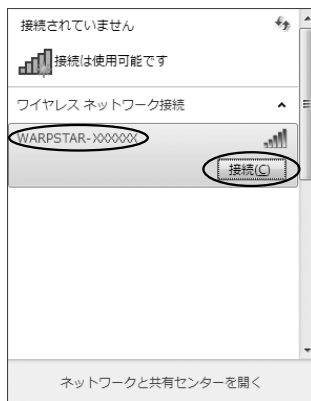 接続されていません
接続は使用可能です
ワイヤレス ネットワーク接続
WARPSTAR-XXXXXX
接続(C)
ネットワークと共有センターを開く